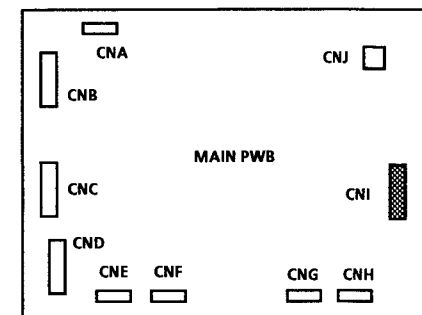 CNA
CNJ
CNB
MAIN PWB
CNC
CNI
CND
CNE CNF CNG CNH